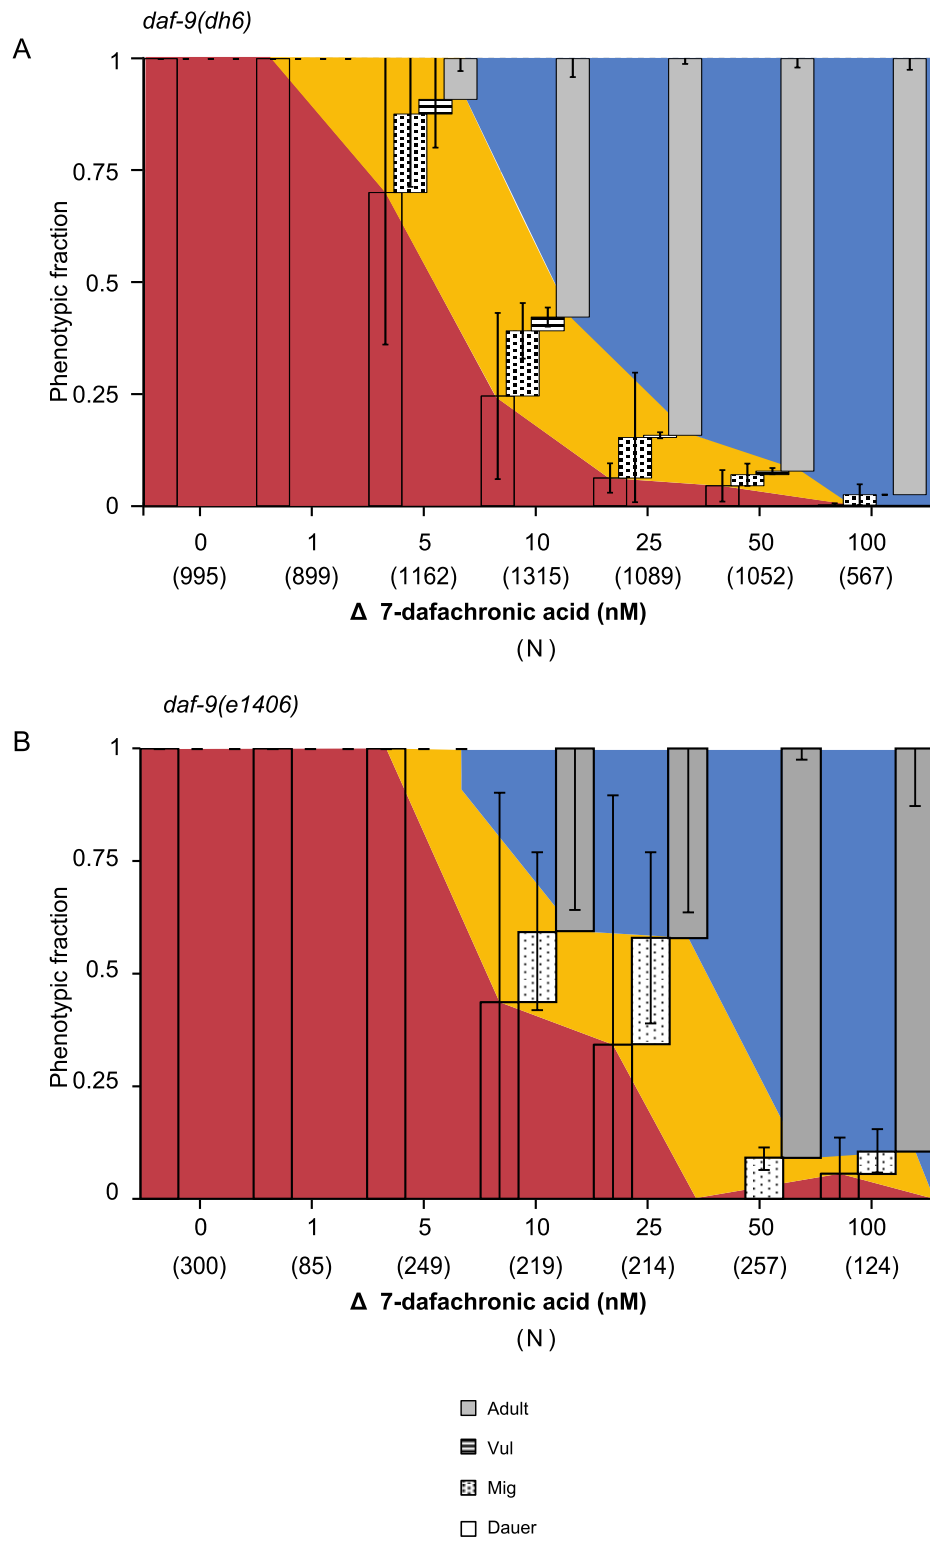 daf-9(dh6)
A
Phenotypic fraction
1
0.75
0.5
0.25
0
0 1 5 10 25 50 100
(995) (899) (1162) (1315) (1089) (1052) (567)
Δ 7-dafachronic acid (nM)
(N)
daf-9(e1406)
B
Phenotypic fraction
1
0.75
0.5
0.25
0
0 1 5 10 25 50 100
(300) (85) (249) (219) (214) (257) (124)
Δ 7-dafachronic acid (nM)
(N)
Adult
Vul
Mig
Dauer